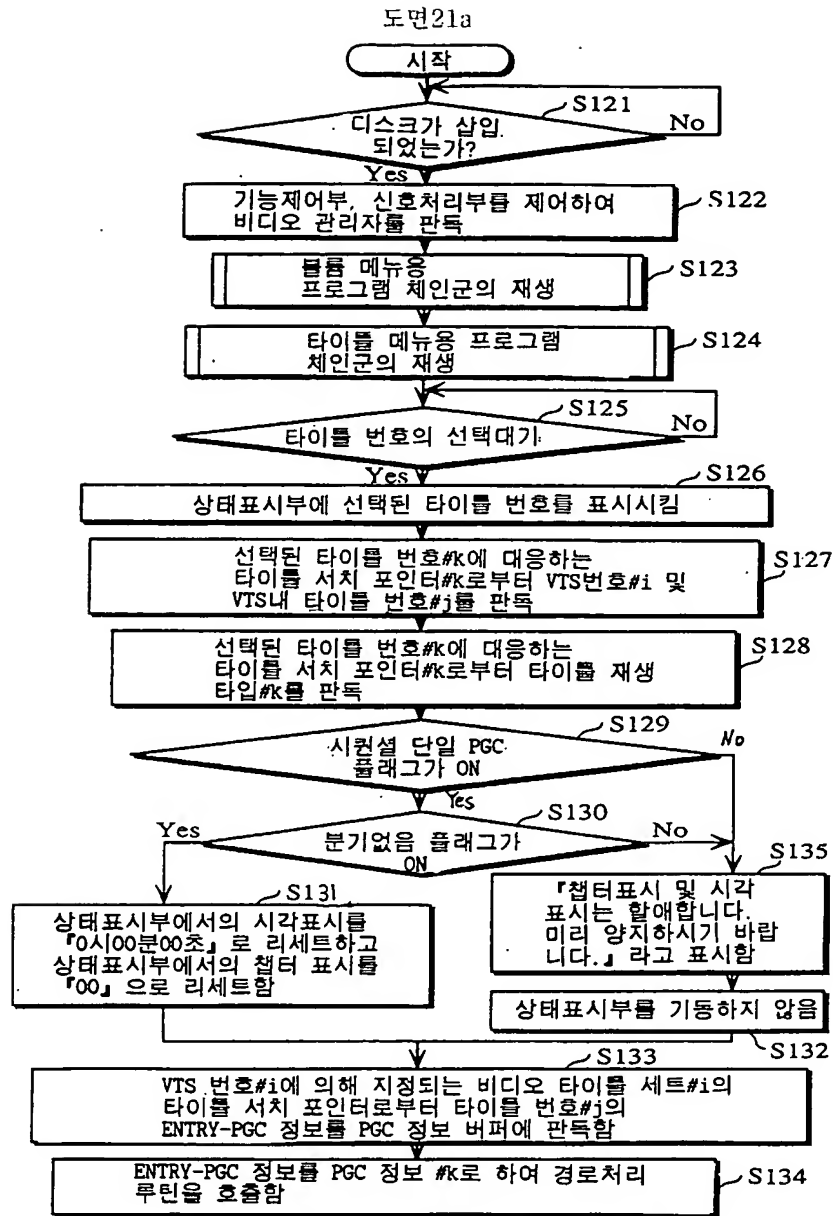 도면21a
시작
S121
디스크가 삽입
되었는가?
No
Yes
S122
기능제어부, 신호처리부를 제어하여
비디오 관리자를 판독
S123
볼륨 메뉴용
프로그램 체인군의 재생
S124
타이틀 메뉴용 프로그램
체인군의 재생
S125
No
타이틀 번호의 선택대기
Yes
S126
상태표시부에 선택된 타이틀 번호를 표시시킴
S127
선택된 타이틀 번호#k에 대응하는
타이틀 서치 포인터#k로부터 VTS번호#i 및
VTS내 타이틀 번호#j를 판독
S128
선택된 타이틀 번호#k에 대응하는
타이틀 서치 포인터#k로부터 타이틀 재생
타입#k를 판독
S129
No
시퀀셜 단일 PGC
플래그가 ON
Yes
S130
Yes
No
분기없음 플래그가
ON
S131
상태표시부에서의 시각표시를
『0시00분00초』로 리세트하고
상태표시부에서의 챕터 표시를
『00』으로 리세트함
S135
『챕터표시 및 시각
표시는 할애합니다.
미리 양지하시기 바랍
니다.』라고 표시함
상태표시부를 기동하지 않음
S132
S133
VTS 번호#i에 의해 지정되는 비디오 타이틀 세트#i의
타이틀 서치 포인터로부터 타이틀 번호#j의
ENTRY-PGC 정보를 PGC 정보 버퍼에 판독함
S134
ENTRY-PGC 정보를 PGC 정보 #k로 하여 경로처리
루틴을 호출함